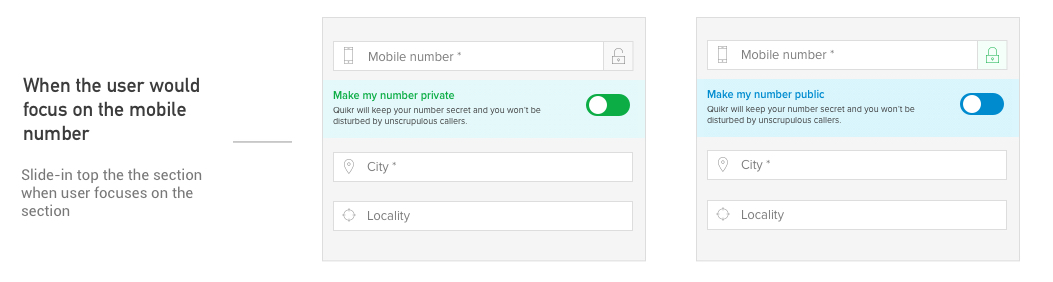 When the user would
focus on the mobile
number
Slide-in top the the section
when user focuses on the
section
Mobile number *
Make my number private
Quikr will keep your number secret and you won't be
disturbed by unscrupulous callers.
City *
Locality
Mobile number *
Make my number public
Quikr will keep your number secret and you won't be
disturbed by unscrupulous callers.
City *
Locality